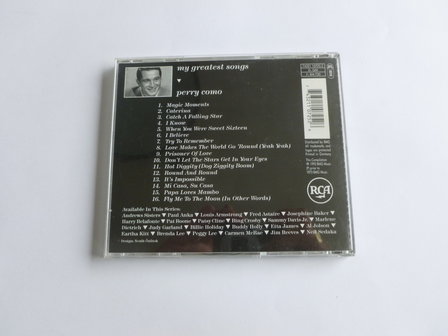 my greatest songs
perry como
1. Magic Moments
2. Caterina
3. Catch A Falling Star
4. I Know
5. When You Were Sweet Sixteen
6. I Believe
7. Try To Remember
8. Love Makes The World Go 'Round (Yeah Yeah)
9. Prisoner Of Love
10. Don't Let The Stars Get In Your Eyes
11. Hot Diggity (Dog Ziggity Boom)
12. Round And Round
13. It's Impossible
14. Mi Casa, Su Casa
15. Papa Loves Mambo
16. Fly Me To The Moon (In Other Words)
Available In This Series:
Andrews Sisters ♥ Paul Anka ♥ Louis Armstrong ♥ Fred Astaire ♥ Josephine Baker ♥
Harry Belafonte ♥ Pat Boone ♥ Patsy Cline ♥ Bing Crosby ♥ Sammy Davis Jr. ♥ Marlene
Dietrich ♥ Judy Garland ♥ Billie Holiday ♥ Buddy Holly ♥ Etta James ♥ Al Jolson ♥
Eartha Kitt ♥ Brenda Lee ♥ Peggy Lee ♥ Carmen McRae ♥ Jim Reeves ♥ Neil Sedaka
RCA